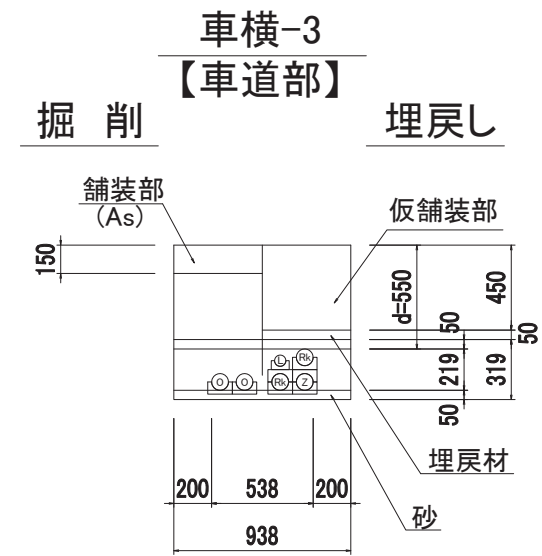 車横-3
【車道部】
掘 削
埋戻し
舗装部
(As)
仮舗装部
150
d=550
450
50
50
219
319
50
L
Rk
O
O
Rk
Z
埋戻材
砂
200
538
200
938